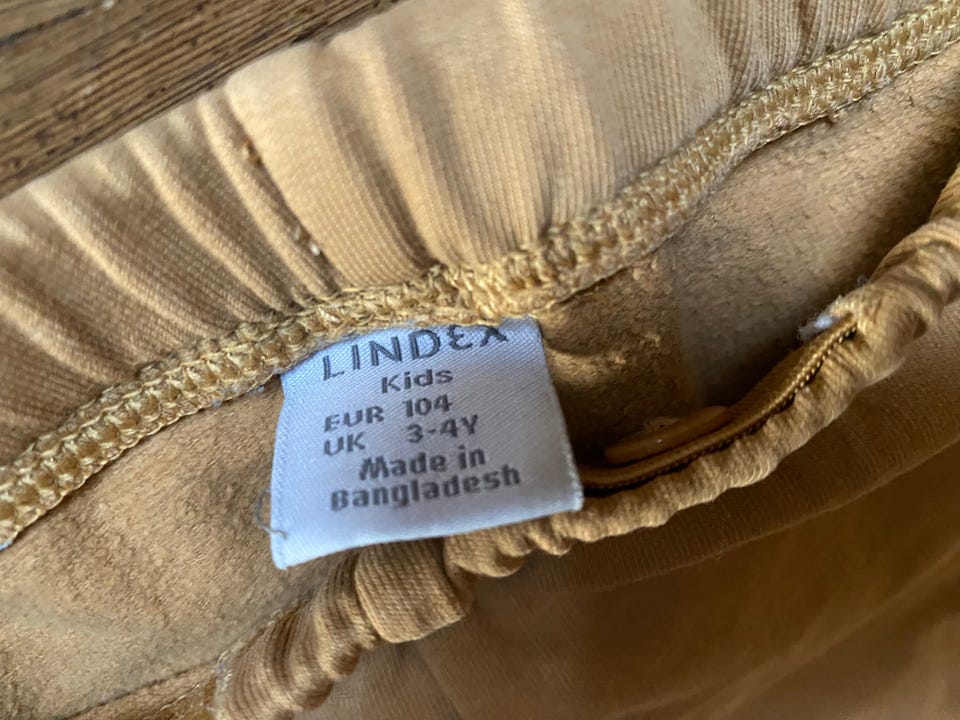 LINDEX
Kids
EUR 104
UK 3-4Y
Made in
Bangladesh